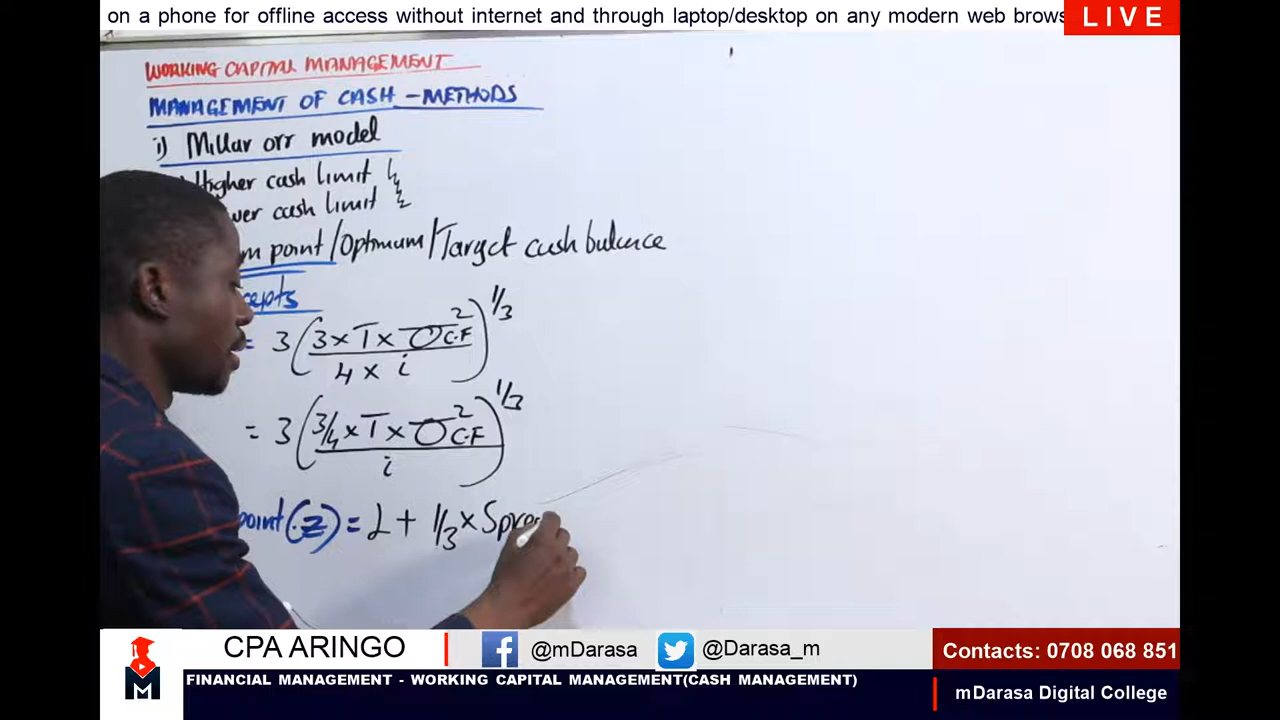 on a phone for offline access without internet and through laptop/desktop on any modern web brows
LIVE
WORKING CAPITAL MANAGEMENT
MANAGEMENT OF CASH - METHODS
i) Millar orr model
Higher cash limit
wer cash limit
m point/Optimum/Target cash balance
cepts
= 3(3 x T x σ²C.F / 4 x i)^1/3
= 3(3/4 x T x σ²C.F / i)^1/3
point (z) = L + 1/3 x Spre
CPA ARINGO
@mDarasa
@Darasa_m
Contacts: 0708 068 851
M
FINANCIAL MANAGEMENT - WORKING CAPITAL MANAGEMENT(CASH MANAGEMENT)
mDarasa Digital College